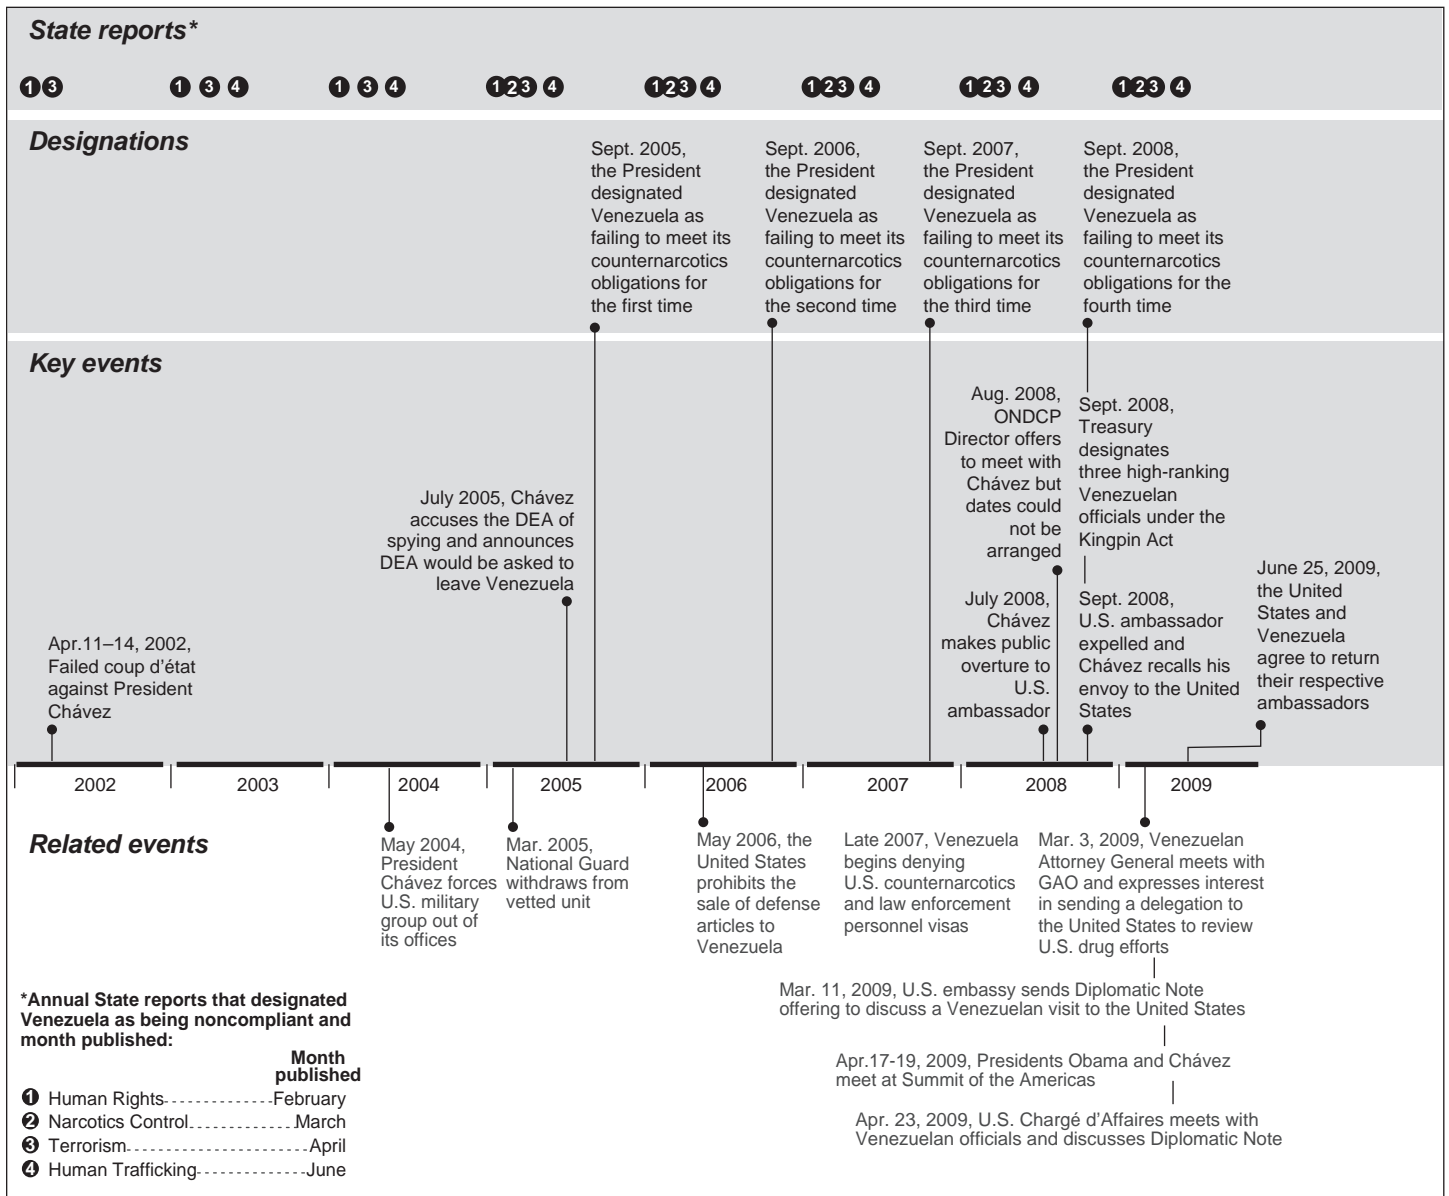 State reports*
1 3 1 3 4 1 3 4 1 2 3 4 1 2 3 4 1 2 3 4 1 2 3 4 1 2 3 4
Designations
Sept. 2005,
the President
designated
Venezuela as
failing to meet its
counternarcotics
obligations for
the first time
Sept. 2006,
the President
designated
Venezuela as
failing to meet its
counternarcotics
obligations for
the second time
Sept. 2007,
the President
designated
Venezuela as
failing to meet its
counternarcotics
obligations for
the third time
Sept. 2008,
the President
designated
Venezuela as
failing to meet its
counternarcotics
obligations for the
fourth time
Key events
Apr.11–14, 2002,
Failed coup d’état
against President
Chávez
July 2005, Chávez
accuses the DEA of
spying and announces
DEA would be asked to
leave Venezuela
Aug. 2008,
ONDCP
Director offers
to meet with
Chávez but
dates could
not be
arranged
July 2008,
Chávez
makes public
overture to
U.S.
ambassador
Sept. 2008,
Treasury
designates
three high-ranking
Venezuelan
officials under the
Kingpin Act
Sept. 2008,
U.S. ambassador
expelled and
Chávez recalls his
envoy to the United
States
June 25, 2009,
the United
States and
Venezuela
agree to return
their respective
ambassadors
2002 2003 2004 2005 2006 2007 2008 2009
Related events
May 2004,
President
Chávez forces
U.S. military
group out of
its offices
Mar. 2005,
National Guard
withdraws from
vetted unit
May 2006, the
United States
prohibits the
sale of defense
articles to
Venezuela
Late 2007, Venezuela
begins denying
U.S. counternarcotics
and law enforcement
personnel visas
Mar. 3, 2009, Venezuelan
Attorney General meets with
GAO and expresses interest
in sending a delegation to
the United States to review
U.S. drug efforts
Mar. 11, 2009, U.S. embassy sends Diplomatic Note
offering to discuss a Venezuelan visit to the United States
Apr.17-19, 2009, Presidents Obama and Chávez
meet at Summit of the Americas
Apr. 23, 2009, U.S. Chargé d’Affaires meets with
Venezuelan officials and discusses Diplomatic Note
*Annual State reports that designated
Venezuela as being noncompliant and
month published:
Month
published
1 Human Rights February
2 Narcotics Control March
3 Terrorism April
4 Human Trafficking June